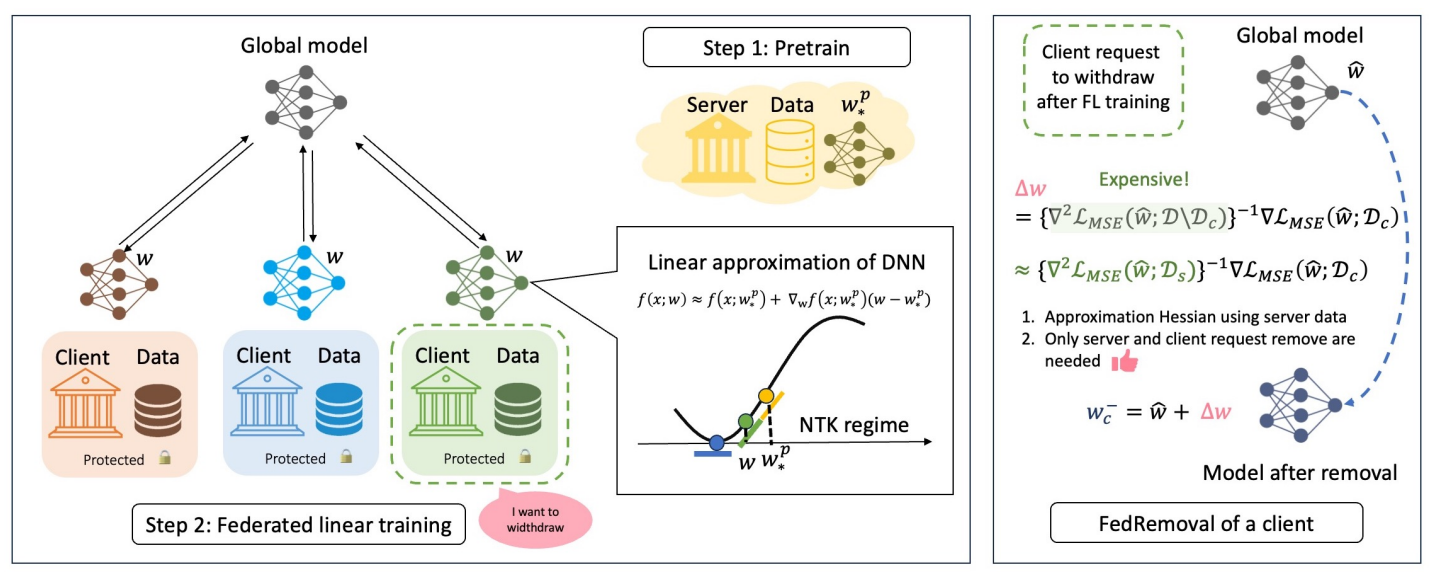 Global model
Step 1: Pretrain
Server Data $w_*^p$
w
w
w
Client Data
Protected
Client Data
Protected
Client Data
Protected
Step 2: Federated linear training
I want to
widthdraw
Linear approximation of DNN
$f(x;w) \approx f(x;w_*^p) + \nabla_w f(x;w_*^p)(w - w_*^p)$
NTK regime
$w$ $w_*^p$
Client request
to withdraw
after FL training
Global model
$\hat{w}$
$\Delta w$
Expensive!
$= \{\nabla^2 \mathcal{L}_{MSE}(\hat{w}; \mathcal{D} \backslash \mathcal{D}_c)\}^{-1} \nabla \mathcal{L}_{MSE}(\hat{w}; \mathcal{D}_c)$
$\approx \{\nabla^2 \mathcal{L}_{MSE}(\hat{w}; \mathcal{D}_s)\}^{-1} \nabla \mathcal{L}_{MSE}(\hat{w}; \mathcal{D}_c)$
1. Approximation Hessian using server data
2. Only server and client request remove are
needed
$w_c^- = \hat{w} + \Delta w$
Model after removal
FedRemoval of a client